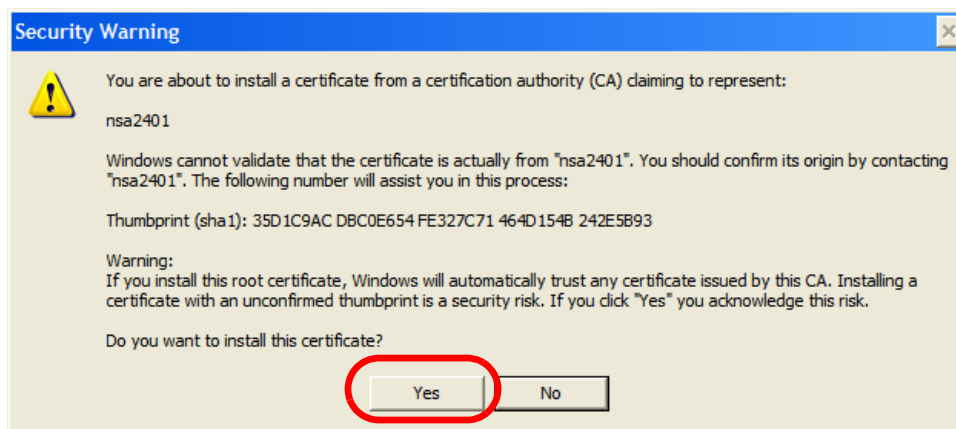 Security Warning
You are about to install a certificate from a certification authority (CA) claiming to represent:
nsa2401
Windows cannot validate that the certificate is actually from "nsa2401". You should confirm its origin by contacting
"nsa2401". The following number will assist you in this process:
Thumbprint (sha1): 35D1C9AC DBC0E654 FE327C71 464D154B 242E5B93
Warning:
If you install this root certificate, Windows will automatically trust any certificate issued by this CA. Installing a
certificate with an unconfirmed thumbprint is a security risk. If you click "Yes" you acknowledge this risk.
Do you want to install this certificate?
Yes No